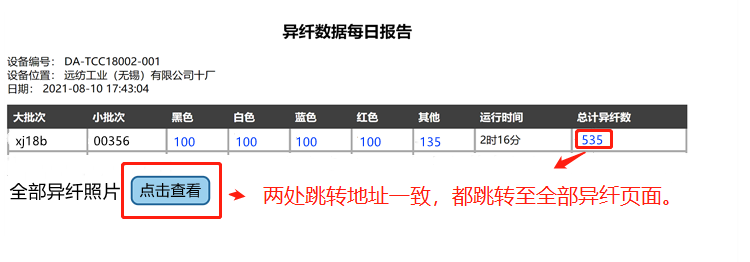 异纤数据每日报告
设备编号： DA-TCC18002-001
设备位置： 远纺工业（无锡）有限公司十厂
日期： 2021-08-10 17:43:04
大批次 小批次 黑色 白色 蓝色 红色 其他 运行时间 总计异纤数
xj18b 00356 100 100 100 100 135 2时16分 535
全部异纤照片 点击查看 两处跳转地址一致，都跳转至全部异纤页面。